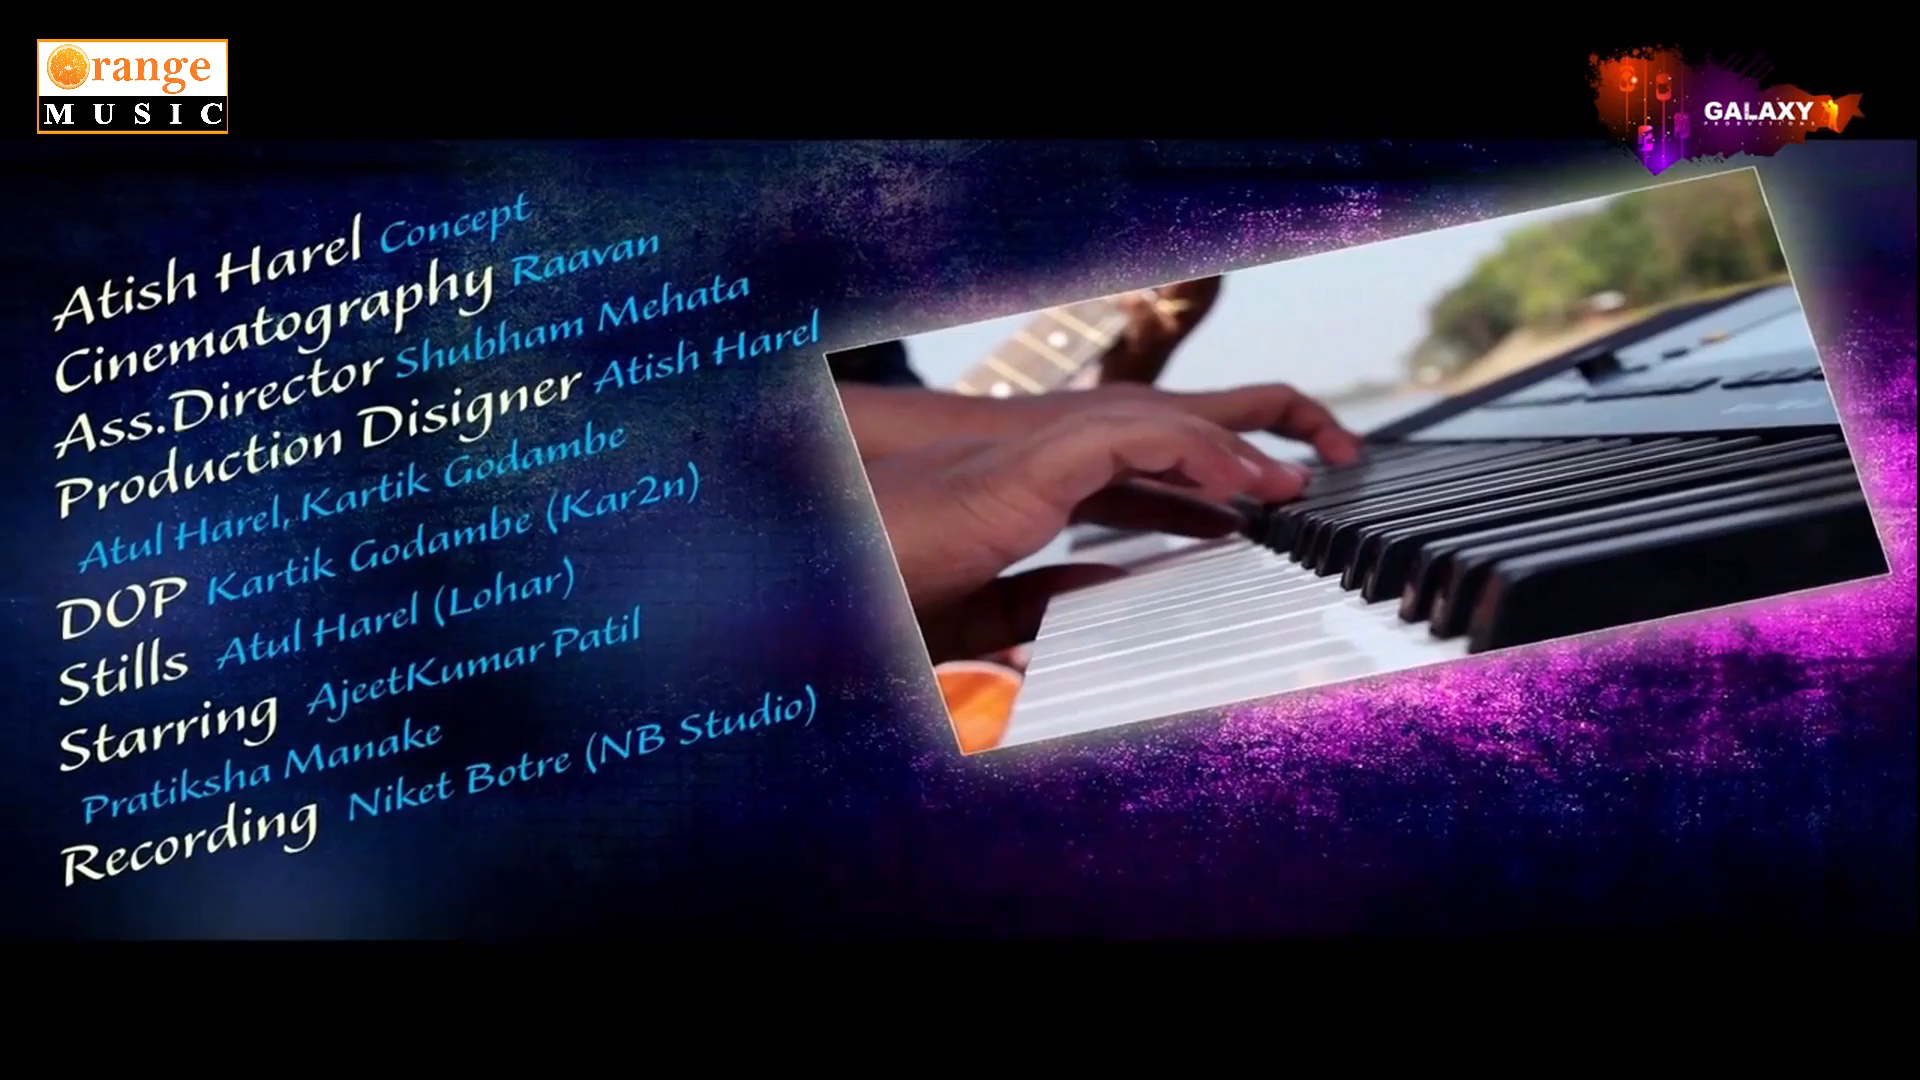 Orange
MUSIC
GALAXY
PRODUCTIONS
Atish Harel Concept
Cinematography Raavan
Ass.Director Shubham Mehata
Production Disigner Atish Harel
Atul Harel, Kartik Godambe
DOP Kartik Godambe (Kar2n)
Stills Atul Harel (Lohar)
Starring AjeetKumar Patil
Pratiksha Manake
Recording Niket Botre (NB Studio)